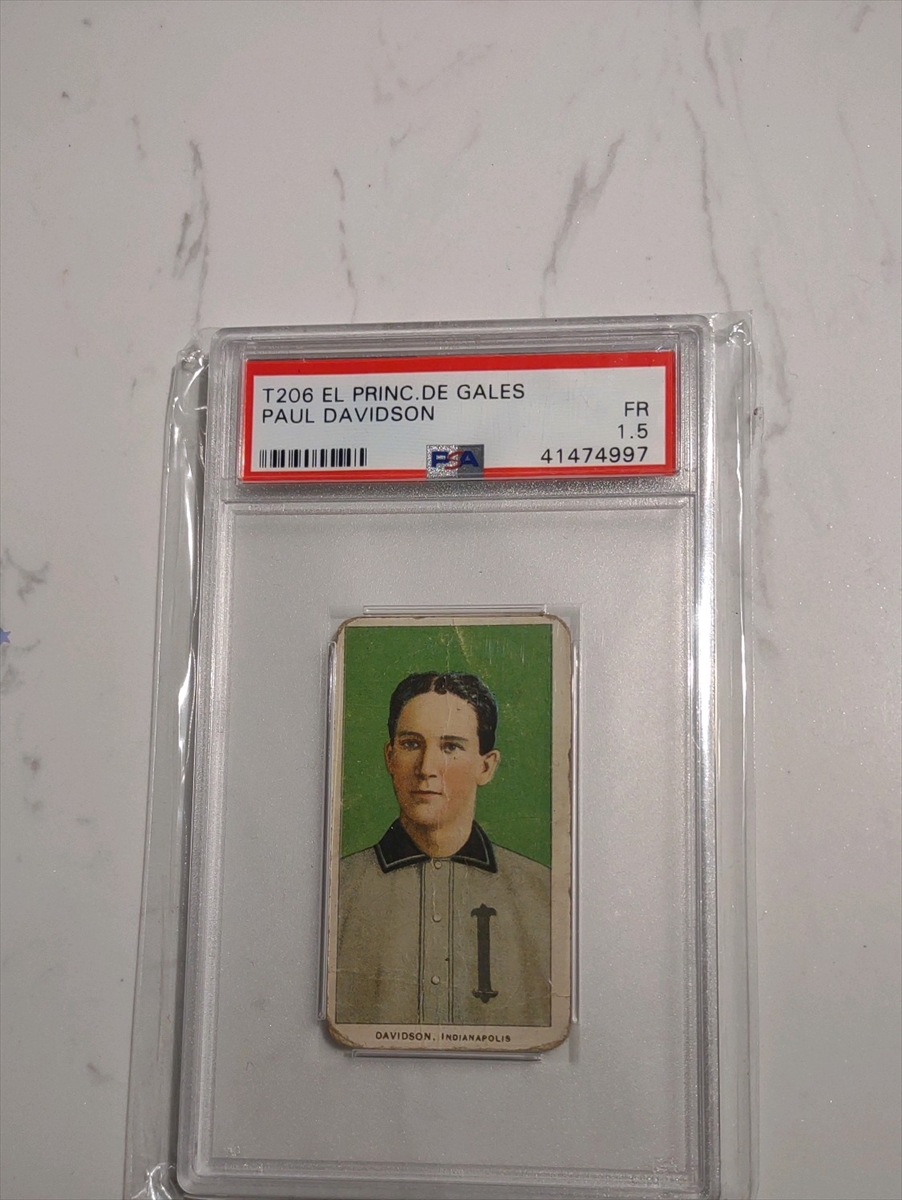 T206 EL PRINC.DE GALES
PAUL DAVIDSON
FR
1.5
PSA
41474997
I
DAVIDSON, INDIANAPOLIS